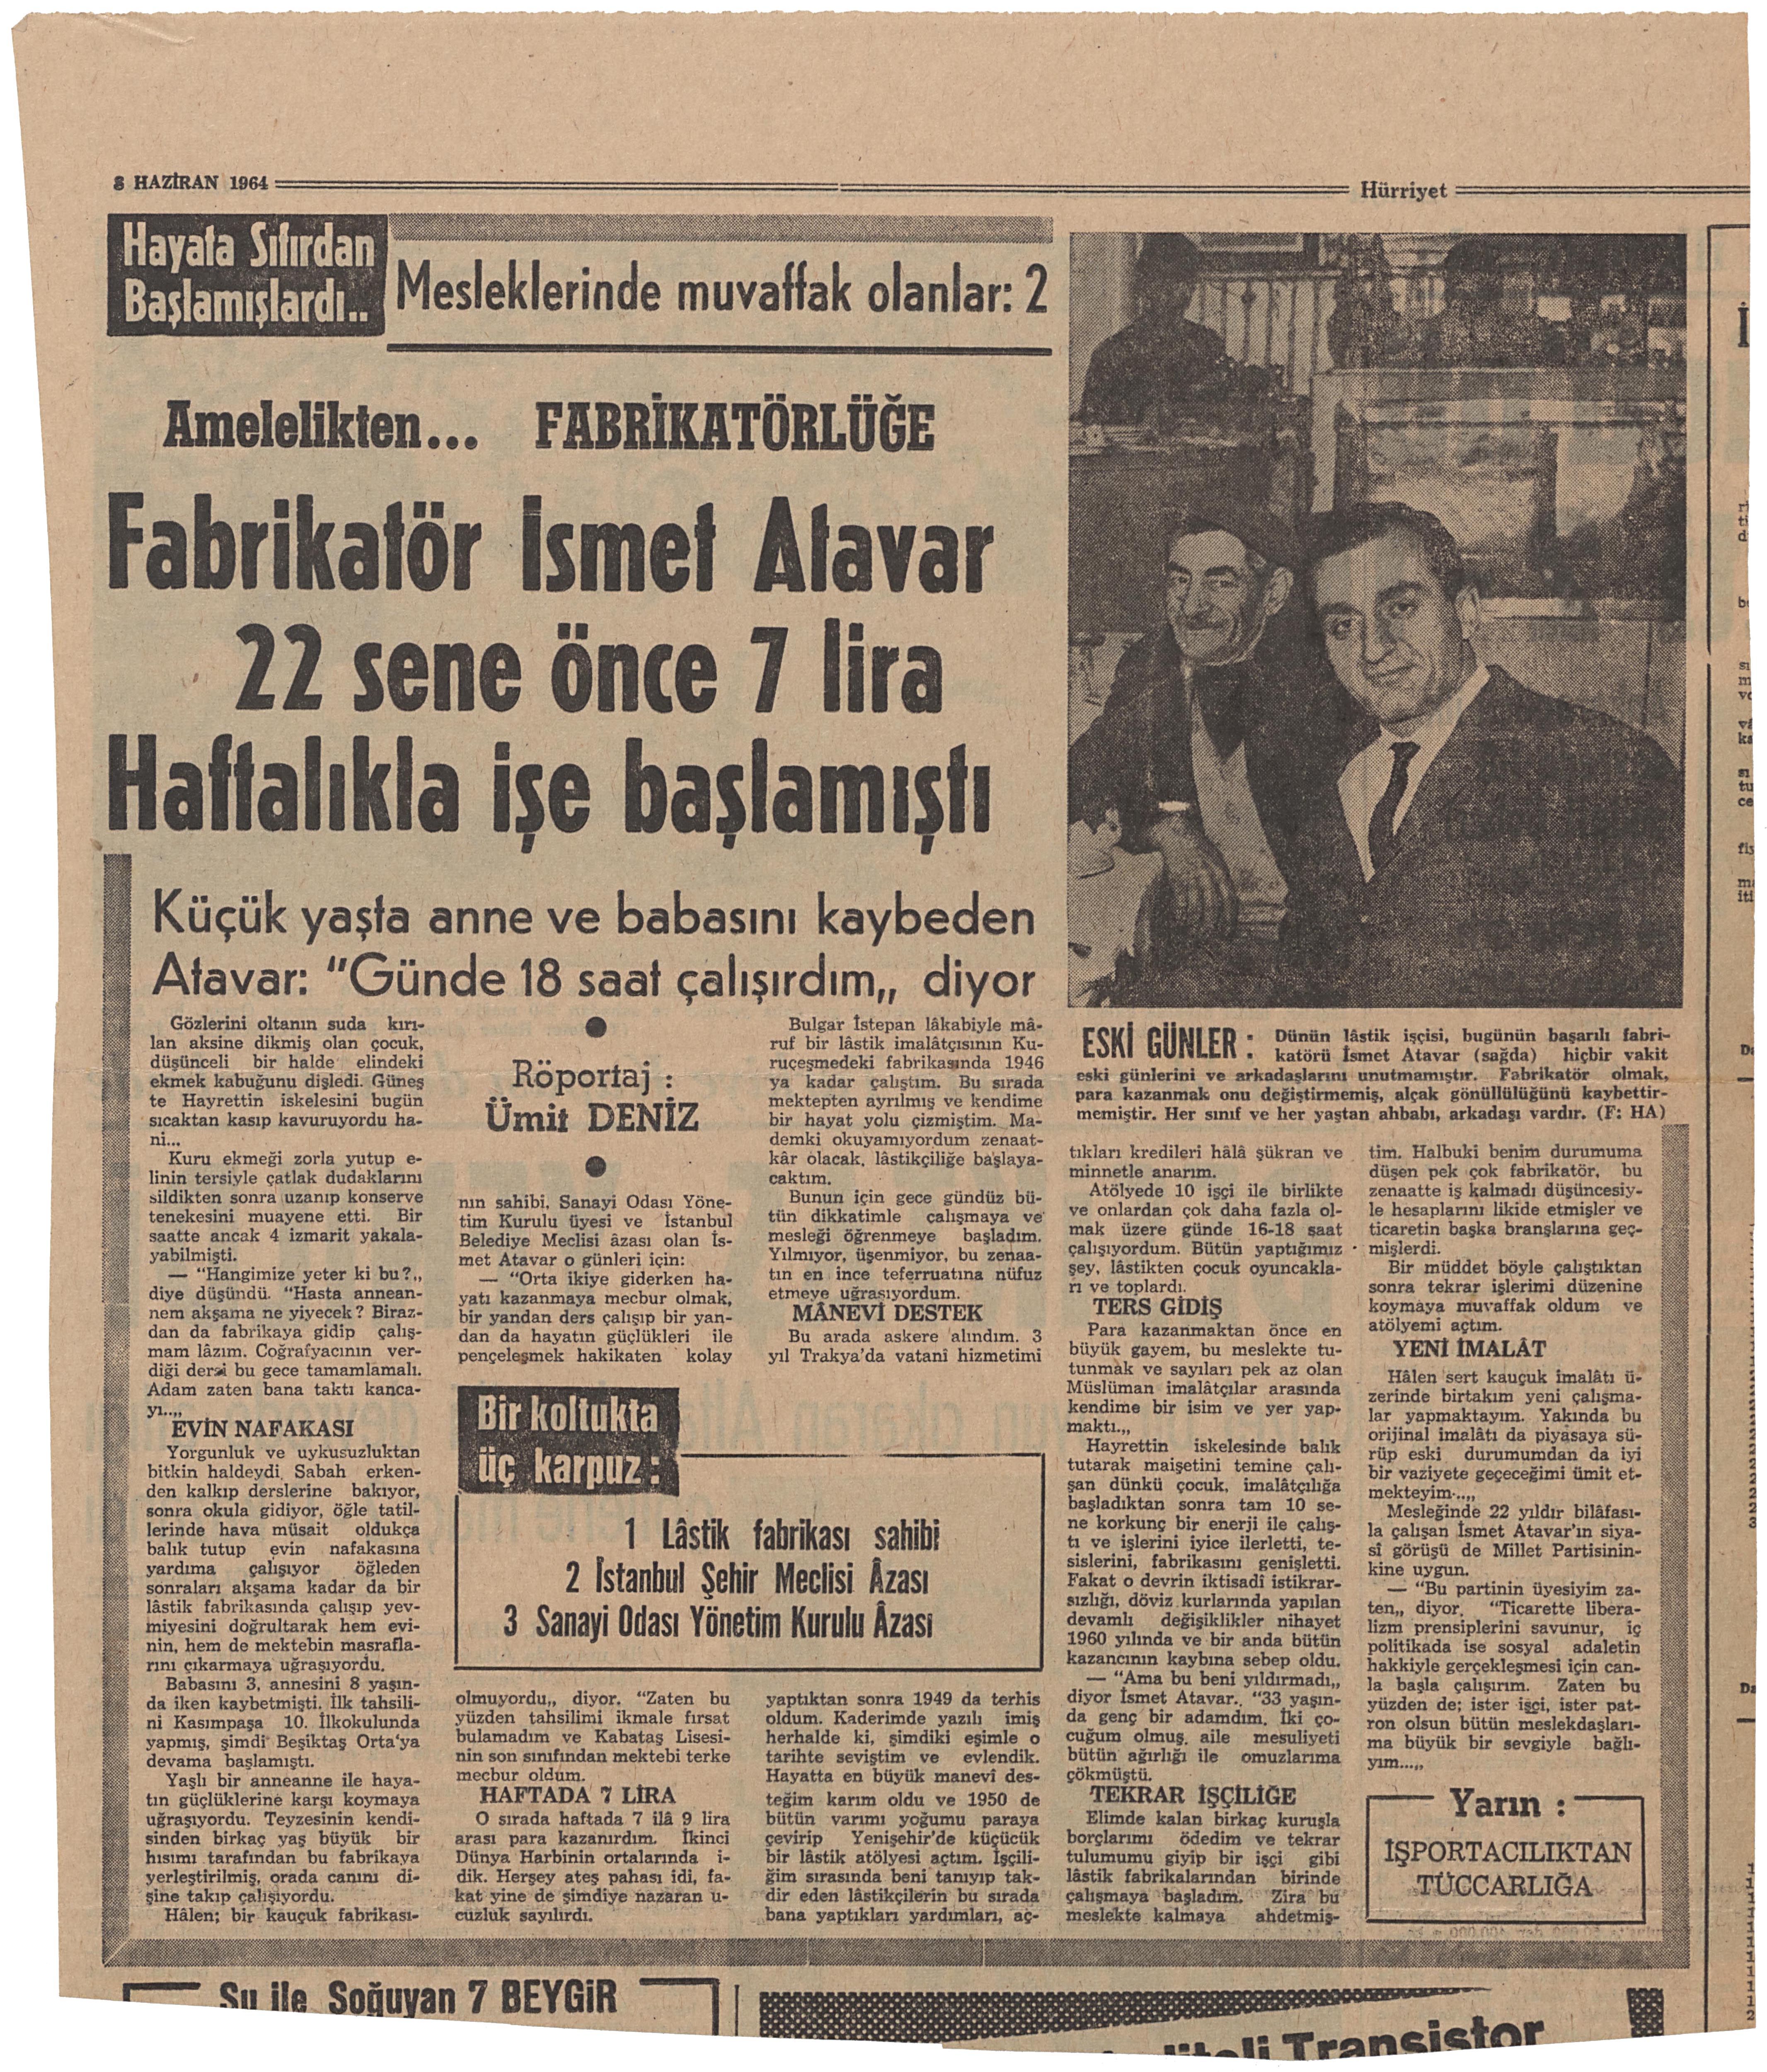 8 HAZİRAN 1964
Hürriyet
Hayata Sıfırdan
Başlamışlardı..
Mesleklerinde muvaffak olanlar: 2
Amelelikten... FABRİKATÖRLÜĞE
Fabrikatör İsmet Atavar
22 sene önce 7 lira
Haftalıkla işe başlamıştı
Küçük yaşta anne ve babasını kaybeden
Atavar: “Günde 18 saat çalışırdım„ diyor
Gözlerini oltanın suda kırı-
lan aksine dikmiş olan çocuk,
düşünceli bir halde elindeki
ekmek kabuğunu dişledi. Güneş
te Hayrettin iskelesini bugün
sıcaktan kasıp kavuruyordu ha-
ni...
Kuru ekmeği zorla yutup e-
linin tersiyle çatlak dudaklarını
sildikten sonra uzanıp konserve
tenekesini muayene etti. Bir
saatte ancak 4 izmarit yakala-
yabilmişti.
— “Hangimize yeter ki bu?„
diye düşündü. “Hasta annean-
nem akşama ne yiyecek? Biraz-
dan da fabrikaya gidip çalış-
mam lâzım. Coğrafyacının ver-
diği dersi bu gece tamamlamalı.
Adam zaten bana taktı kanca-
yı..„
EVİN NAFAKASI
Yorgunluk ve uykusuzluktan
bitkin haldeydi. Sabah erken-
den kalkıp derslerine bakıyor,
sonra okula gidiyor, öğle tatil-
lerinde hava müsait oldukça
balık tutup evin nafakasına
yardıma çalışıyor öğleden
sonraları akşama kadar da bir
lâstik fabrikasında çalışıp yev-
miyesini doğrultarak hem evi-
nin, hem de mektebin masrafla-
rını çıkarmaya uğraşıyordu.
Babasını 3, annesini 8 yaşın-
da iken kaybetmişti. İlk tahsili-
ni Kasımpaşa 10. İlkokulunda
yapmış, şimdi Beşiktaş Orta'ya
devama başlamıştı.
Yaşlı bir anneanne ile haya-
tın güçlüklerine karşı koymaya
uğraşıyordu. Teyzesinin kendi-
sinden birkaç yaş büyük bir
hısımı tarafından bu fabrikaya
yerleştirilmiş, orada canını di-
şine takıp çalışıyordu.
Hâlen; bir kauçuk fabrikası-
Röportaj :
Ümit DENİZ
nın sahibi, Sanayi Odası Yöne-
tim Kurulu üyesi ve İstanbul
Belediye Meclisi âzası olan İs-
met Atavar o günleri için:
— “Orta ikiye giderken ha-
yatı kazanmaya mecbur olmak,
bir yandan ders çalışıp bir yan-
dan da hayatın güçlükleri ile
pençeleşmek hakikaten kolay
Bir koltukta
üç karpuz :
1 Lâstik fabrikası sahibi
2 İstanbul Şehir Meclisi Âzası
3 Sanayi Odası Yönetim Kurulu Âzası
olmuyordu„ diyor. “Zaten bu
yüzden tahsilimi ikmale fırsat
bulamadım ve Kabataş Lisesi-
nin son sınıfından mektebi terke
mecbur oldum.
HAFTADA 7 LİRA
O sırada haftada 7 ilâ 9 lira
arası para kazanırdım. İkinci
Dünya Harbinin ortalarında i-
dik. Herşey ateş pahası idi, fa-
kat yine de şimdiye nazaran u-
cuzluk sayılırdı.
Bulgar İstepan lâkabiyle mâ-
ruf bir lâstik imalâtçısının Ku-
ruçeşmedeki fabrikasında 1946
ya kadar çalıştım. Bu sırada
mektepten ayrılmış ve kendime
bir hayat yolu çizmiştim. Ma-
demki okuyamıyordum zenaat-
kâr olacak, lâstikçiliğe başlaya-
caktım.
Bunun için gece gündüz bü-
tün dikkatimle çalışmaya ve
mesleği öğrenmeye başladım.
Yılmıyor, üşenmiyor, bu zenaa-
tın en ince teferruatına nüfuz
etmeye uğraşıyordum.
MÂNEVİ DESTEK
Bu arada askere alındım. 3
yıl Trakya'da vatanî hizmetimi
yaptıktan sonra 1949 da terhis
oldum. Kaderimde yazılı imiş
herhalde ki, şimdiki eşimle o
tarihte seviştim ve evlendik.
Hayatta en büyük manevî des-
teğim karım oldu ve 1950 de
bütün varımı yoğumu paraya
çevirip Yenişehir'de küçücük
bir lâstik atölyesi açtım. İşçili-
ğim sırasında beni tanıyıp tak-
dir eden lâstikçilerin bu sırada
bana yaptıkları yardımları, aç-
ESKİ GÜNLER : Dünün lâstik işçisi, bugünün başarılı fabri-
katörü İsmet Atavar (sağda) hiçbir vakit
eski günlerini ve arkadaşlarını unutmamıştır. Fabrikatör olmak,
para kazanmak onu değiştirmemiş, alçak gönüllülüğünü kaybettir-
memiştir. Her sınıf ve her yaştan ahbabı, arkadaşı vardır. (F: HA)
tıkları kredileri hâlâ şükran ve
minnetle anarım.
Atölyede 10 işçi ile birlikte
ve onlardan çok daha fazla ol-
mak üzere günde 16-18 saat
çalışıyordum. Bütün yaptığımız
şey, lâstikten çocuk oyuncakla-
rı ve toplardı.
TERS GİDİŞ
Para kazanmaktan önce en
büyük gayem, bu meslekte tu-
tunmak ve sayıları pek az olan
Müslüman imalâtçılar arasında
kendime bir isim ve yer yap-
maktı.„
Hayrettin iskelesinde balık
tutarak maişetini temine çalı-
şan dünkü çocuk, imalâtçılığa
başladıktan sonra tam 10 se-
ne korkunç bir enerji ile çalış-
tı ve işlerini iyice ilerletti, te-
sislerini, fabrikasını genişletti.
Fakat o devrin iktisadî istikrar-
sızlığı, döviz kurlarında yapılan
devamlı değişiklikler nihayet
1960 yılında ve bir anda bütün
kazancının kaybına sebep oldu.
— “Ama bu beni yıldırmadı„
diyor İsmet Atavar. “33 yaşın-
da genç bir adamdım. İki ço-
cuğum olmuş, aile mesuliyeti
bütün ağırlığı ile omuzlarıma
çökmüştü.
TEKRAR İŞÇİLİĞE
Elimde kalan birkaç kuruşla
borçlarımı ödedim ve tekrar
tulumumu giyip bir işçi gibi
lâstik fabrikalarından birinde
çalışmaya başladım. Zira bu
meslekte kalmaya ahdetmiş-
tim. Halbuki benim durumuma
düşen pek çok fabrikatör, bu
zenaatte iş kalmadı düşüncesiy-
le hesaplarını likide etmişler ve
ticaretin başka branşlarına geç-
mişlerdi.
Bir müddet böyle çalıştıktan
sonra tekrar işlerimi düzenine
koymaya muvaffak oldum ve
atölyemi açtım.
YENİ İMALÂT
Hâlen sert kauçuk imalâtı ü-
zerinde birtakım yeni çalışma-
lar yapmaktayım. Yakında bu
orijinal imalâtı da piyasaya sü-
rüp eski durumumdan da iyi
bir vaziyete geçeceğimi ümit et-
mekteyim...„
Mesleğinde 22 yıldır bilâfası-
la çalışan İsmet Atavar'ın siya-
sî görüşü de Millet Partisinin-
kine uygun.
— “Bu partinin üyesiyim za-
ten„ diyor. “Ticarette libera-
lizm prensiplerini savunur, iç
politikada ise sosyal adaletin
hakkiyle gerçekleşmesi için can-
la başla çalışırım. Zaten bu
yüzden de; ister işçi, ister pat-
ron olsun bütün meslekdaşları-
ma büyük bir sevgiyle bağlı-
yım...„
Yarın :
İŞPORTACILIKTAN
TÜCCARLIĞA
Su ile Soğuyan 7 BEYGİR
Transistor